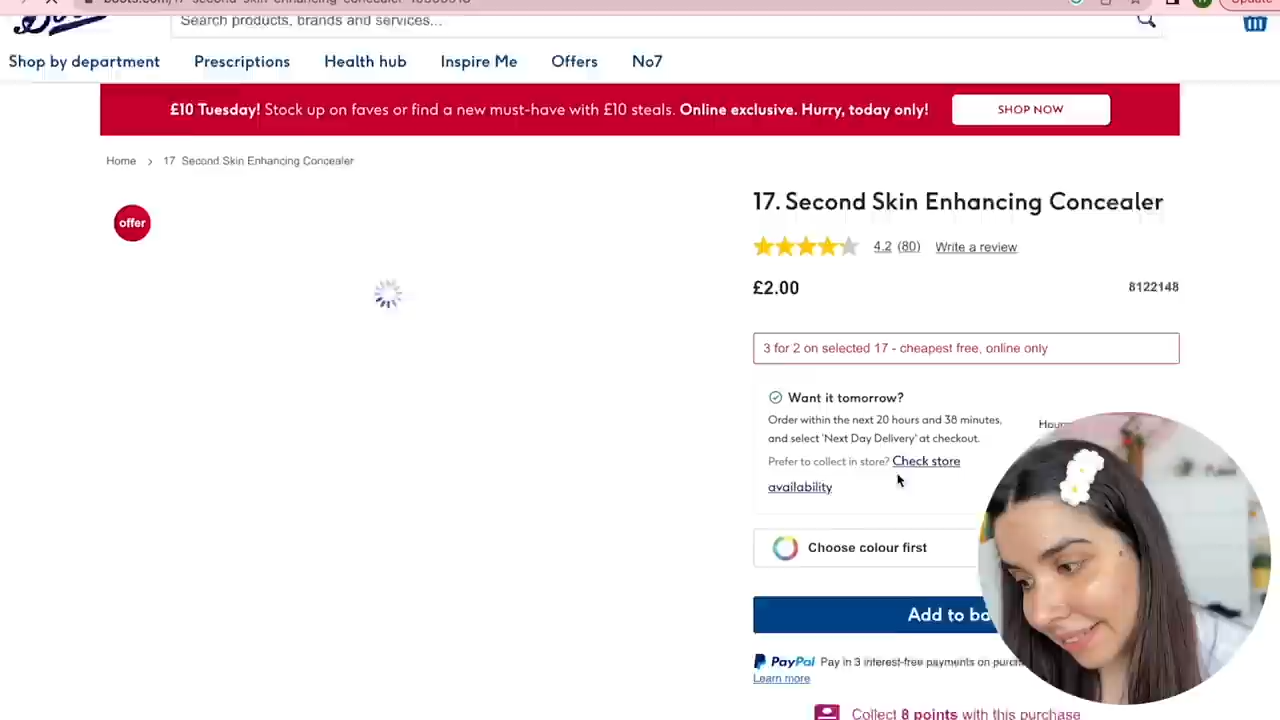 Search products, brands and services...
Shop by department Prescriptions Health hub Inspire Me Offers No7
£10 Tuesday! Stock up on faves or find a new must-have with £10 steals. Online exclusive. Hurry, today only! SHOP NOW
Home > 17 Second Skin Enhancing Concealer
offer
17. Second Skin Enhancing Concealer
4.2 (80) Write a review
£2.00 8122148
3 for 2 on selected 17 - cheapest free, online only
Want it tomorrow?
Order within the next 20 hours and 38 minutes,
and select 'Next Day Delivery' at checkout.
Prefer to collect in store? Check store
availability
Choose colour first
Add to
PayPal Pay in 3 interest-free payments on
Learn more
Collect 8 points with this purchase